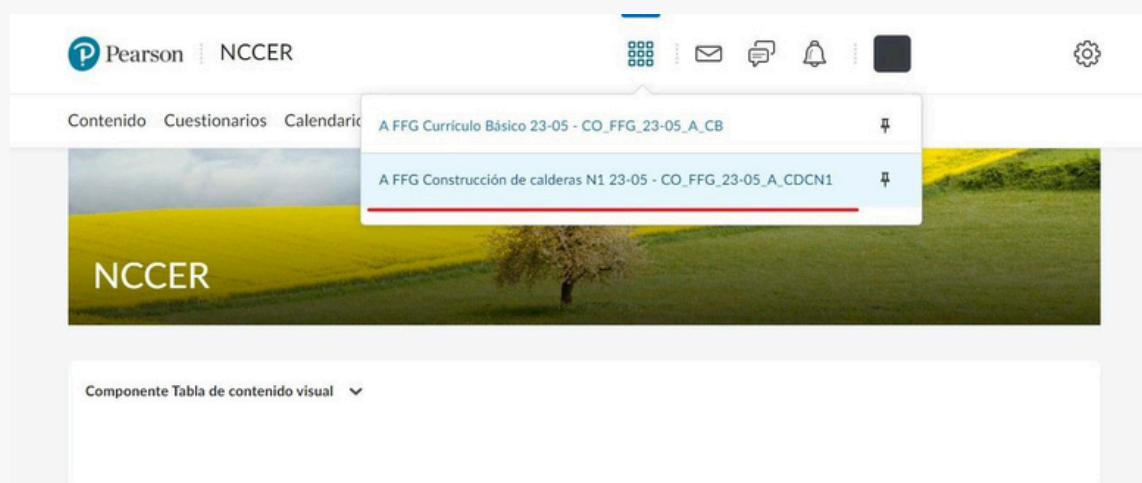 Pearson NCCER
Contenido Cuestionarios Calendario
A FFG Currículo Básico 23-05 - CO_FFG_23-05_A_CB
A FFG Construcción de calderas N1 23-05 - CO_FFG_23-05_A_CDCN1
NCCER
Componente Tabla de contenido visual